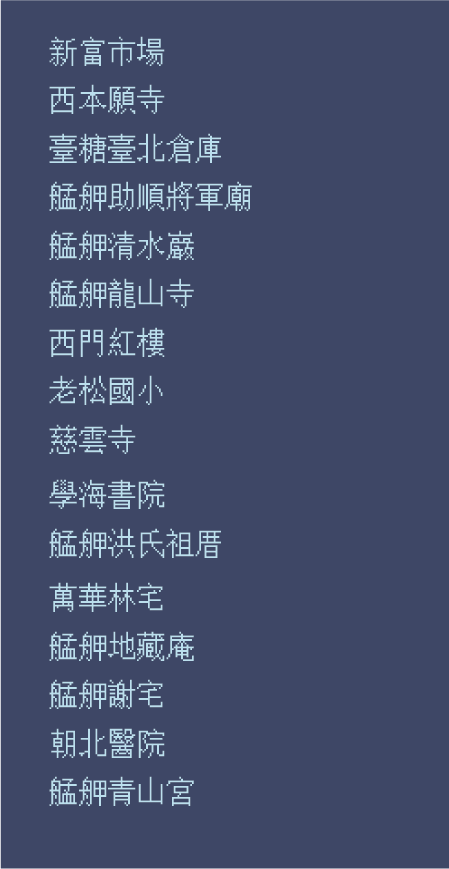 新富市場
西本願寺
臺糖臺北倉庫
艋舺助順將軍廟
艋舺清水巖
艋舺龍山寺
西門紅樓
老松國小
慈雲寺
學海書院
艋舺洪氏祖厝
萬華林宅
艋舺地藏庵
艋舺謝宅
朝北醫院
艋舺青山宮